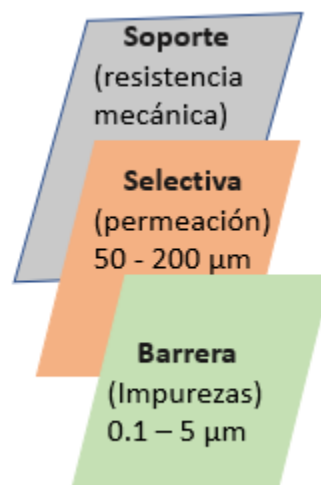 Soporte
(resistencia
mecánica)
Selectiva
(permeación)
50 - 200 µm
Barrera
(Impurezas)
0.1 – 5 µm